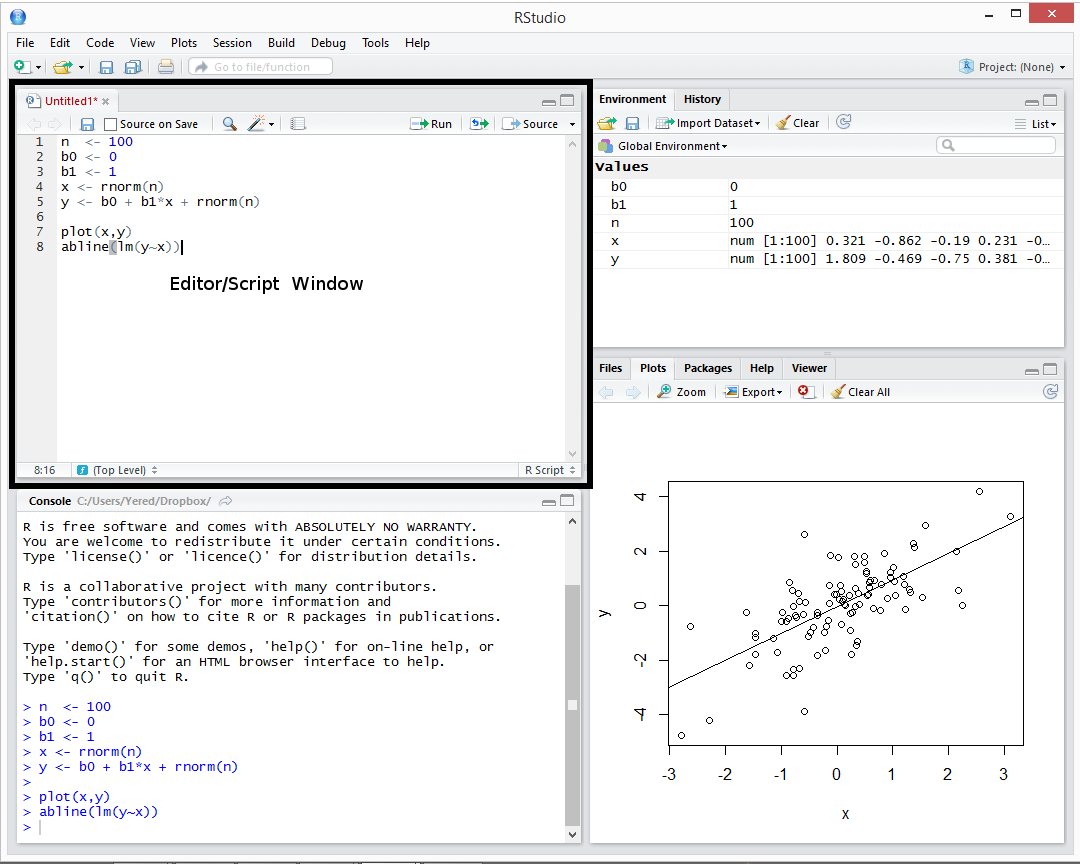 RStudio
File Edit Code View Plots Session Build Debug Tools Help
Go to file/function
Project: (None)
Untitled1*
Source on Save
Run
Source
1 n  <- 100
2 b0 <- 0
3 b1 <- 1
4 x <- rnorm(n)
5 y <- b0 + b1*x + rnorm(n)
6
7 plot(x,y)
8 abline(lm(y~x))
Editor/Script Window
8:16 (Top Level) R Script
Environment History
Import Dataset Clear List
Global Environment
Values
b0 0
b1 1
n 100
x num [1:100] 0.321 -0.862 -0.19 0.231 -0...
y num [1:100] 1.809 -0.469 -0.75 0.381 -0...
Files Plots Packages Help Viewer
Zoom Export Clear All
4
2
0
-2
-4
y
-3 -2 -1 0 1 2 3
x
Console C:/Users/Yered/Dropbox/
R is free software and comes with ABSOLUTELY NO WARRANTY.
You are welcome to redistribute it under certain conditions.
Type 'license()' or 'licence()' for distribution details.
R is a collaborative project with many contributors.
Type 'contributors()' for more information and
'citation()' on how to cite R or R packages in publications.
Type 'demo()' for some demos, 'help()' for on-line help, or
'help.start()' for an HTML browser interface to help.
Type 'q()' to quit R.
> n  <- 100
> b0 <- 0
> b1 <- 1
> x <- rnorm(n)
> y <- b0 + b1*x + rnorm(n)
>
> plot(x,y)
> abline(lm(y~x))
>